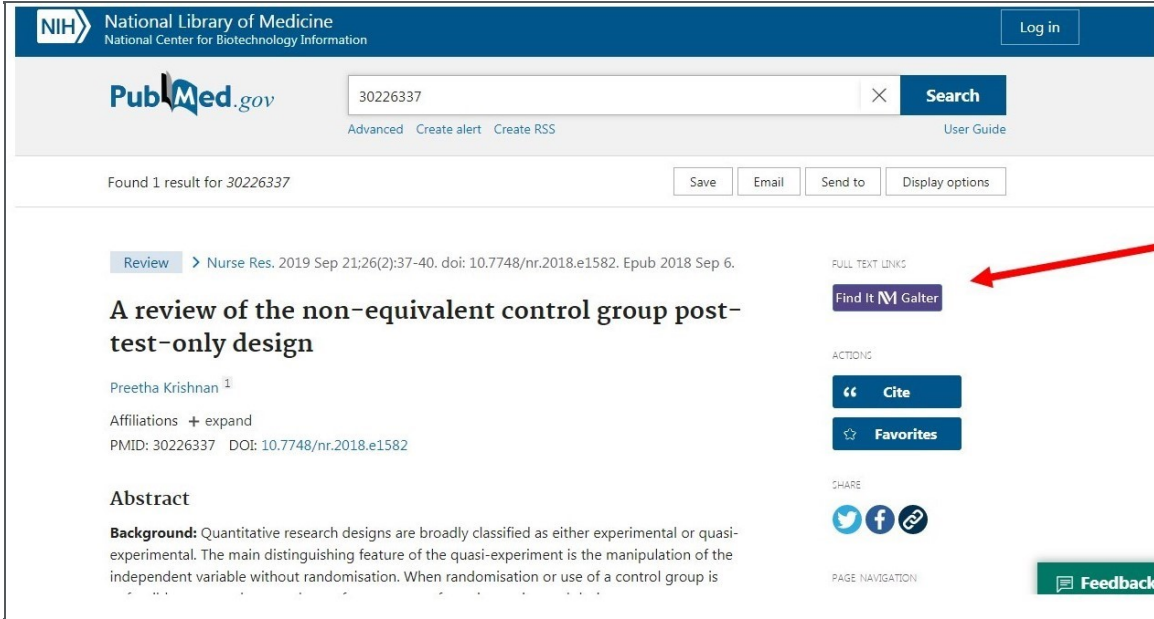 NIH National Library of Medicine
National Center for Biotechnology Information
Log in
PubMed.gov
30226337
Search
Advanced Create alert Create RSS
User Guide
Found 1 result for 30226337
Save Email Send to Display options
Review Nurse Res. 2019 Sep 21;26(2):37-40. doi: 10.7748/nr.2018.e1582. Epub 2018 Sep 6.
FULL TEXT LINKS
Find It NM Galter
A review of the non-equivalent control group post-
test-only design
Preetha Krishnan 1
Affiliations + expand
PMID: 30226337 DOI: 10.7748/nr.2018.e1582
ACTIONS
Cite
Favorites
Abstract
Background: Quantitative research designs are broadly classified as either experimental or quasi-
experimental. The main distinguishing feature of the quasi-experiment is the manipulation of the
independent variable without randomisation. When randomisation or use of a control group is
SHARE
PAGE NAVIGATION
Feedback